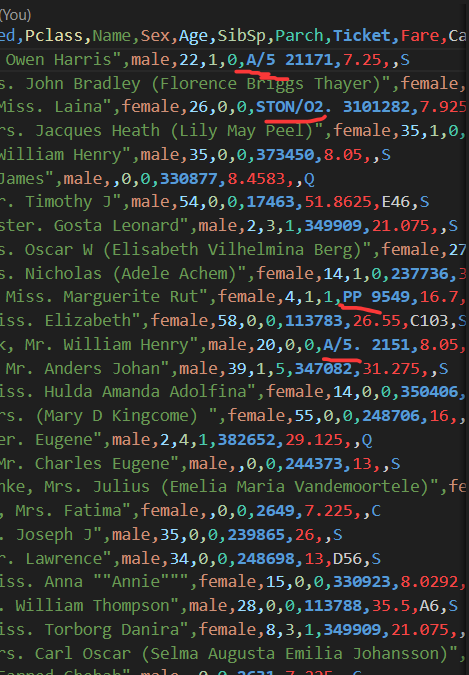 (You)
ed,Pclass,Name,Sex,Age,SibSp,Parch,Ticket,Fare,Ca
Owen Harris",male,22,1,0,A/5 21171,7.25,,S
s. John Bradley (Florence Briggs Thayer)",female,
Miss. Laina",female,26,0,0,STON/O2. 3101282,7.925
rs. Jacques Heath (Lily May Peel)",female,35,1,0,
William Henry",male,35,0,0,373450,8.05,,S
James",male,,0,0,330877,8.4583,,Q
r. Timothy J",male,54,0,0,17463,51.8625,E46,S
ster. Gosta Leonard",male,2,3,1,349909,21.075,,S
s. Oscar W (Elisabeth Vilhelmina Berg)",female,27
s. Nicholas (Adele Achem)",female,14,1,0,237736,3
Miss. Marguerite Rut",female,4,1,1,PP 9549,16.7,
iss. Elizabeth",female,58,0,0,113783,26.55,C103,S
k, Mr. William Henry",male,20,0,0,A/5. 2151,8.05,
Mr. Anders Johan",male,39,1,5,347082,31.275,,S
iss. Hulda Amanda Adolfina",female,14,0,0,350406,
rs. (Mary D Kingcome) ",female,55,0,0,248706,16,,
er. Eugene",male,2,4,1,382652,29.125,,Q
Mr. Charles Eugene",male,,0,0,244373,13,,S
nke, Mrs. Julius (Emelia Maria Vandemoortele)",fe
, Mrs. Fatima",female,,0,0,2649,7.225,,C
. Joseph J",male,35,0,0,239865,26,,S
r. Lawrence",male,34,0,0,248698,13,D56,S
iss. Anna ""Annie""",female,15,0,0,330923,8.0292,
. William Thompson",male,28,0,0,113788,35.5,A6,S
iss. Torborg Danira",female,8,3,1,349909,21.075,,
rs. Carl Oscar (Selma Augusta Emilia Johansson)",